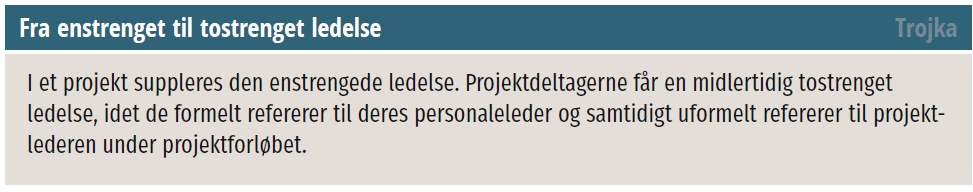 Fra enstrenget til tostrenget ledelse Trojka
I et projekt suppleres den enstrengede ledelse. Projektdeltagerne får en midlertidig tostrenget
ledelse, idet de formelt refererer til deres personaleleder og samtidigt uformelt refererer til projekt-
lederen under projektforløbet.